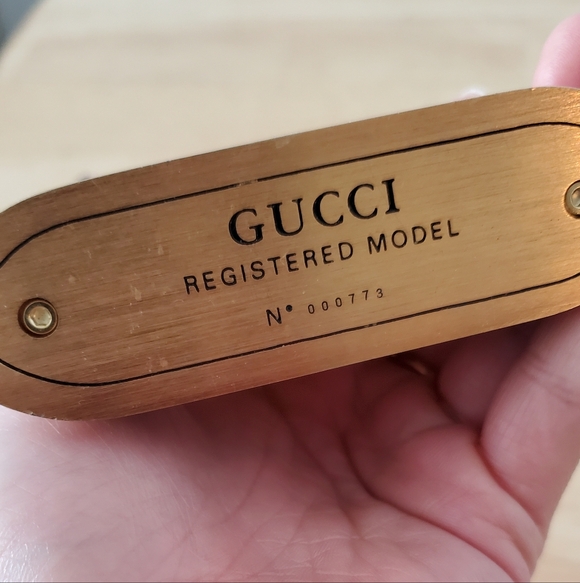 GUCCI
REGISTERED MODEL
N° 000773